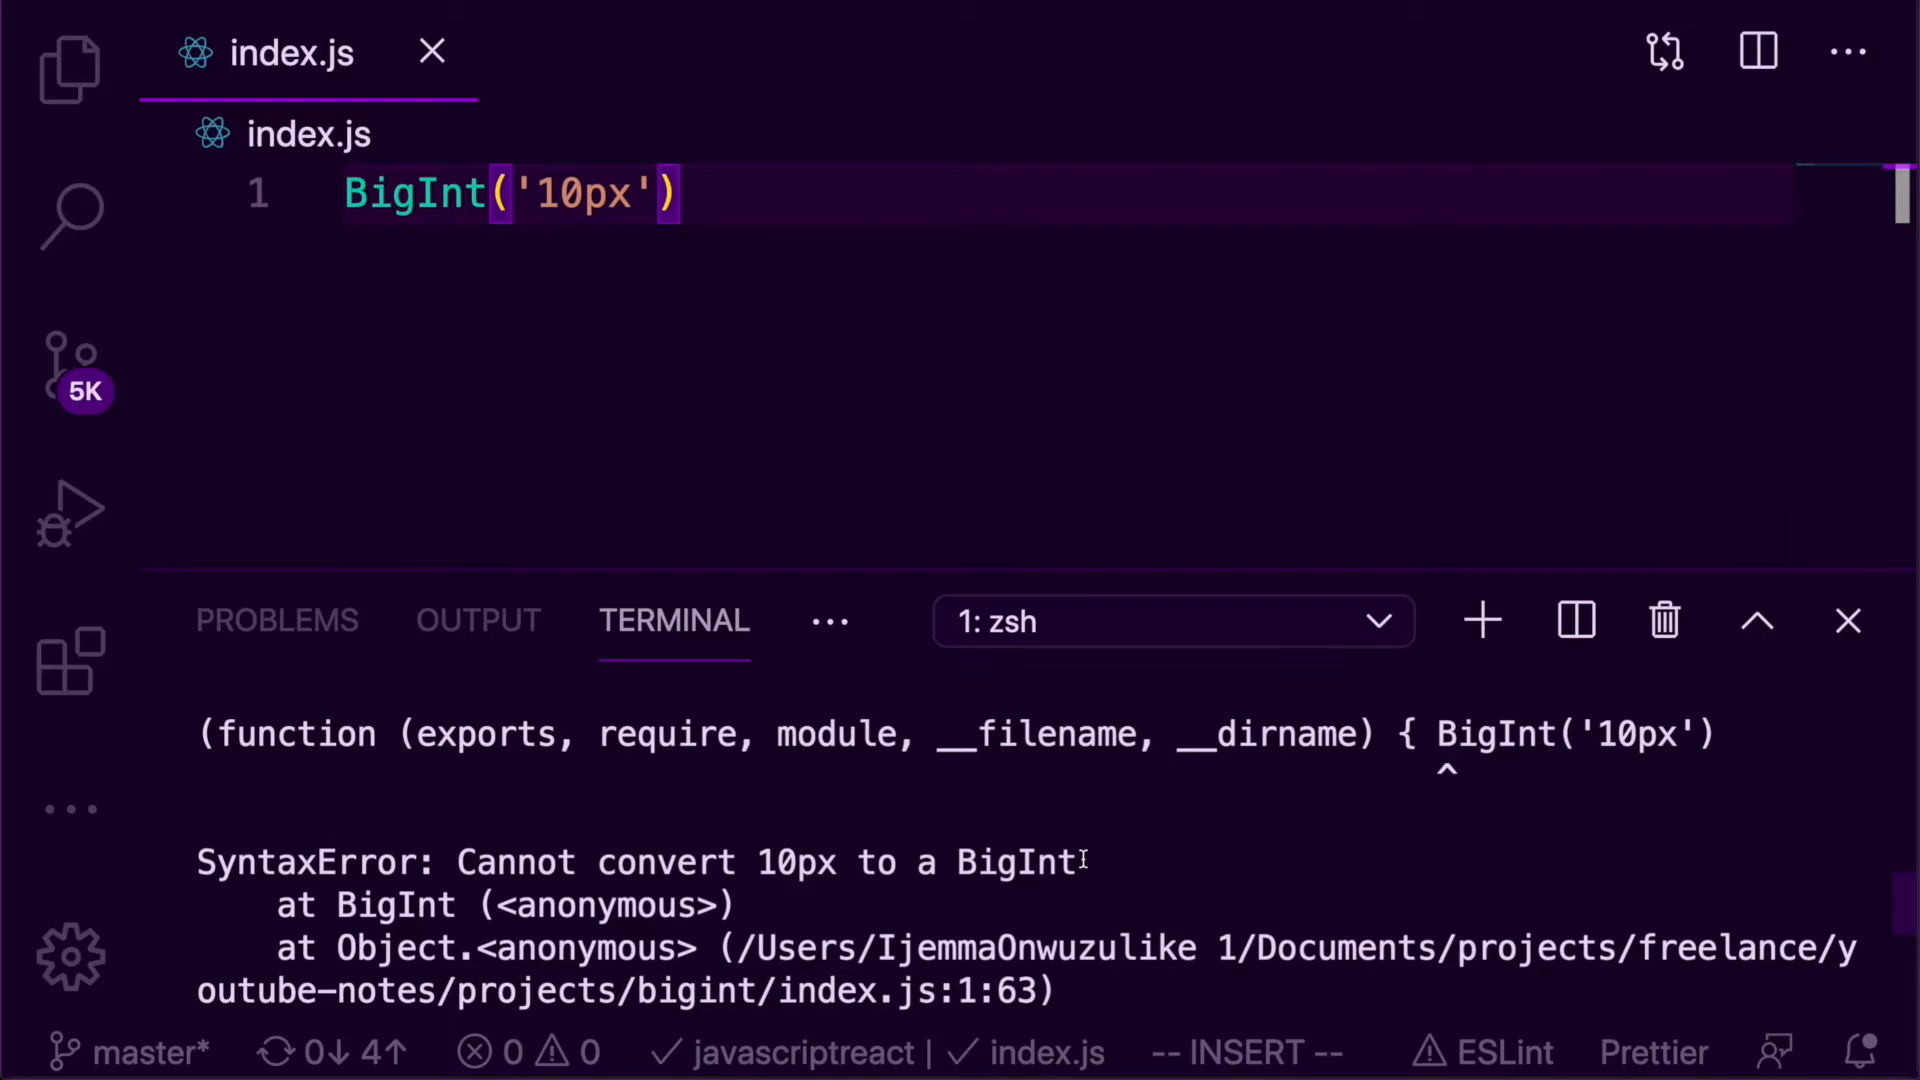 index.js
index.js
1 BigInt('10px')
5K
PROBLEMS OUTPUT TERMINAL ... 1: zsh
(function (exports, require, module, __filename, __dirname) { BigInt('10px')
^
SyntaxError: Cannot convert 10px to a BigInt
at BigInt (<anonymous>)
at Object.<anonymous> (/Users/IjemmaOnwuzulike 1/Documents/projects/freelance/y
outube-notes/projects/bigint/index.js:1:63)
master* 0↓ 4↑ 0 0 javascriptreact | index.js -- INSERT -- ESLint Prettier